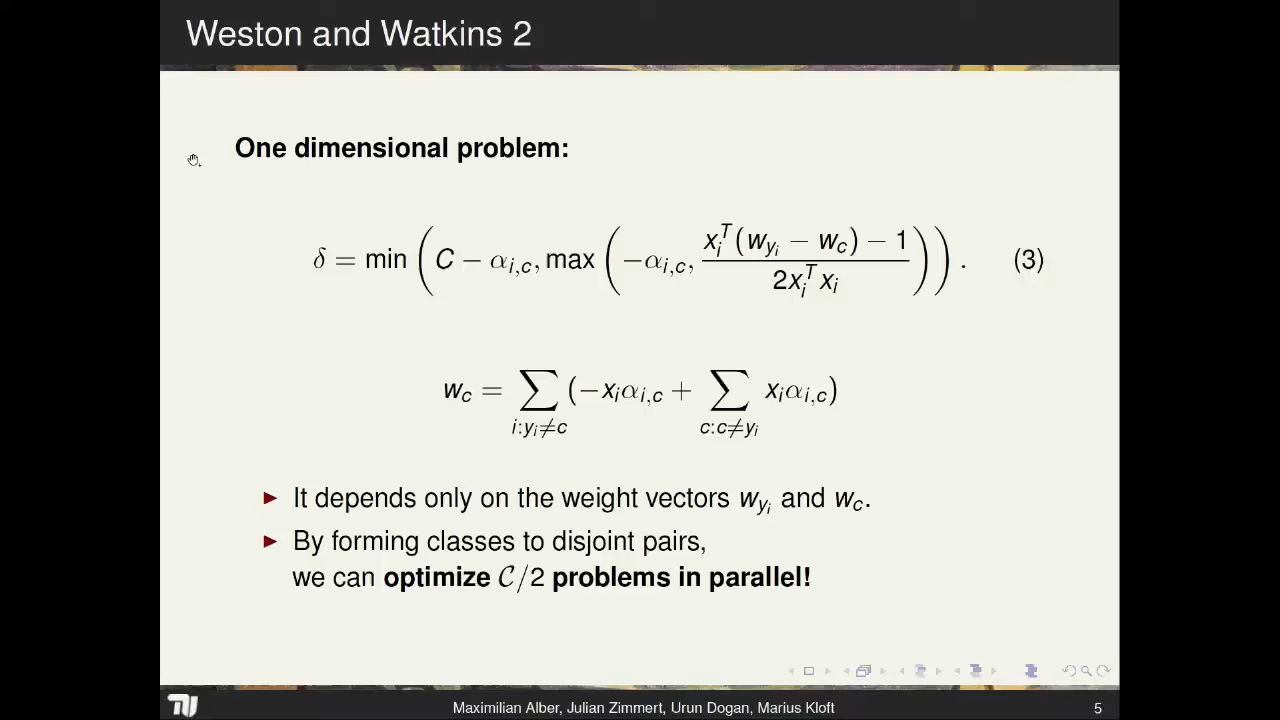 Weston and Watkins 2
One dimensional problem:
δ = min ( C − α_{i,c}, max ( −α_{i,c}, \frac{x_i^T (w_{y_i} − w_c) − 1}{2x_i^T x_i} ) ) . (3)
w_c = \sum_{i:y_i≠c} (−x_i α_{i,c} + \sum_{c:c≠y_i} x_i α_{i,c})
► It depends only on the weight vectors w_{y_i} and w_c.
► By forming classes to disjoint pairs,
we can optimize 𝒞/2 problems in parallel!
Maximilian Alber, Julian Zimmert, Urun Dogan, Marius Kloft 5